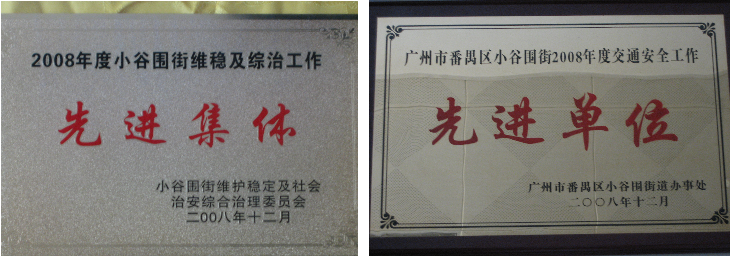 2008年度小谷围街维稳及综治工作
先进集体
小谷围街维护稳定及社会
治安综合治理委员会
二00八年十二月
广州市番禺区小谷围街2008年度交通安全工作
先进单位
广州市番禺区小谷围街道办事处
二〇〇八年十二月